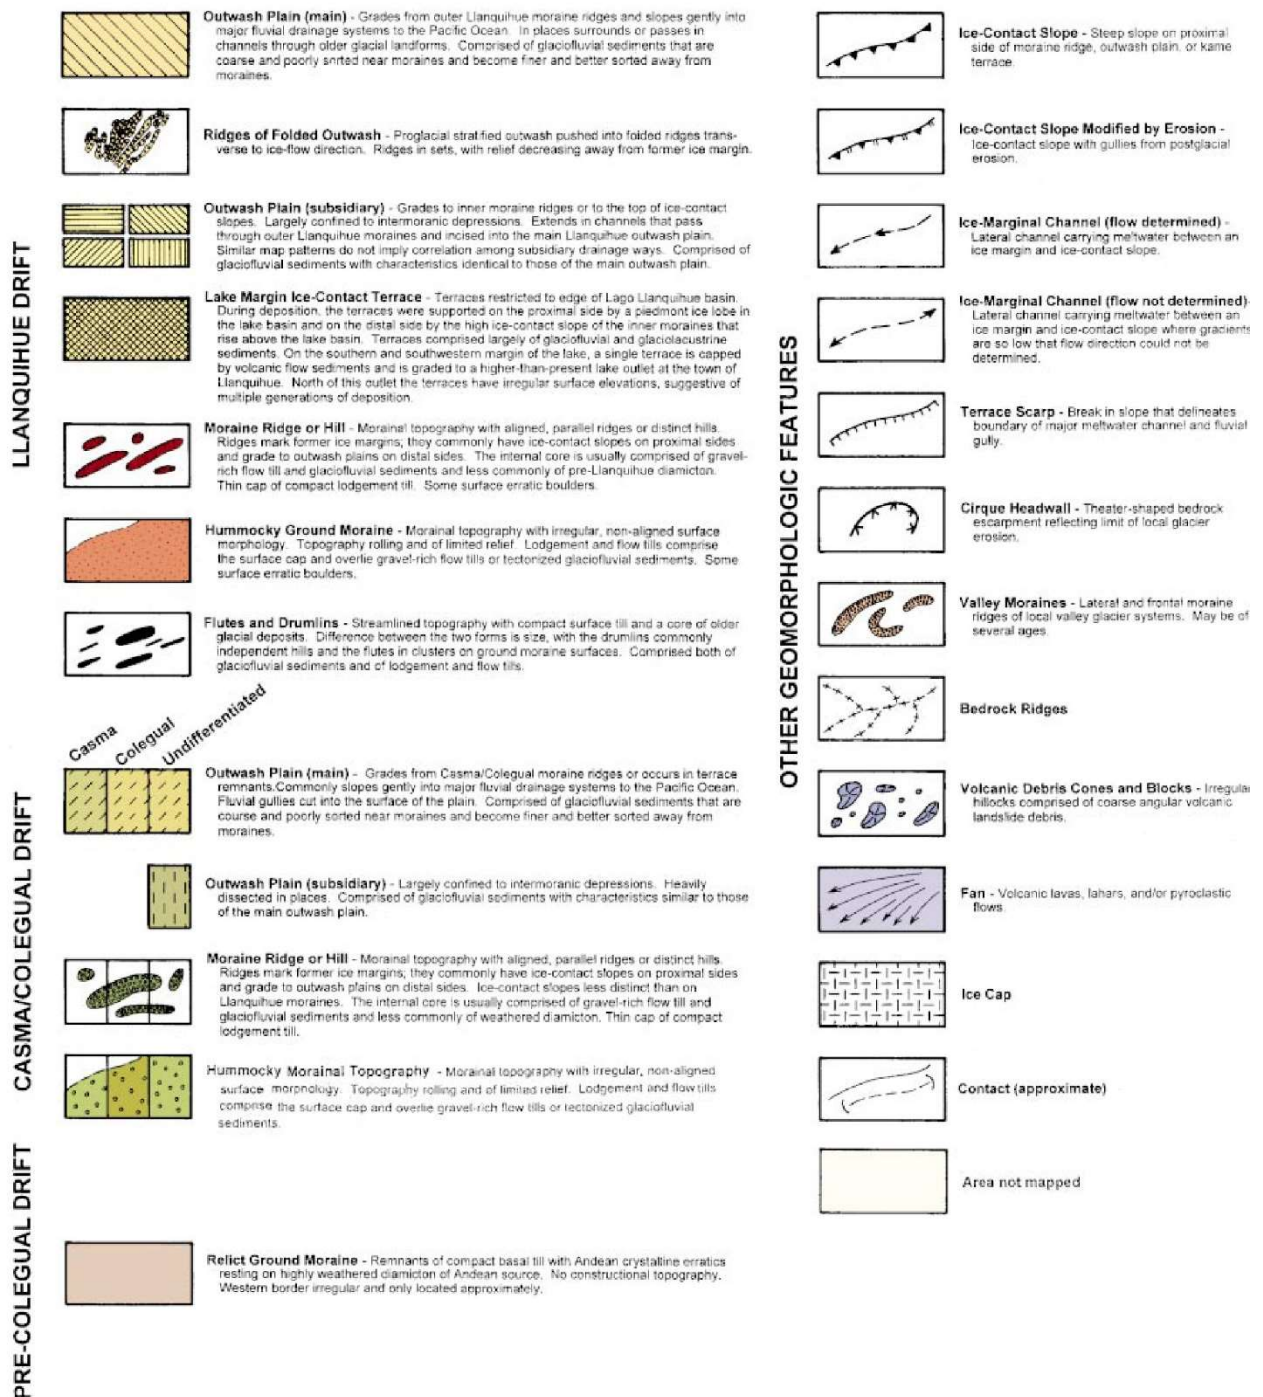 LLANQUIHUE DRIFT
Outwash Plain (main) - Grades from outer Llanquihue moraine ridges and slopes gently into
major fluvial drainage systems to the Pacific Ocean. In places surrounds or passes in
channels through older glacial landforms. Comprised of glaciofluvial sediments that are
coarse and poorly sorted near moraines and become finer and better sorted away from
moraines.
Ridges of Folded Outwash - Proglacial stratified outwash pushed into folded ridges trans-
verse to ice-flow direction. Ridges in sets, with relief decreasing away from former ice margin.
Outwash Plain (subsidiary) - Grades to inner moraine ridges or to the top of ice-contact
slopes. Largely confined to intermoranic depressions. Extends in channels that pass
through outer Llanquihue moraines and incised into the main Llanquihue outwash plain.
Similar map patterns do not imply correlation among subsidiary drainage ways. Comprised of
glaciofluvial sediments with characteristics identical to those of the main outwash plain.
Lake Margin Ice-Contact Terrace - Terraces restricted to edge of Lago Llanquihue basin.
During deposition, the terraces were supported on the proximal side by a piedmont ice lobe in
the lake basin and on the distal side by the high ice-contact slope of the inner moraines that
rise above the lake basin. Terraces comprised largely of glaciofluvial and glaciolacustrine
sediments. On the southern and southwestern margin of the lake, a single terrace is capped
by volcanic flow sediments and is graded to a higher-than-present lake outlet at the town of
Llanquihue. North of this outlet the terraces have irregular surface elevations, suggestive of
multiple generations of deposition.
Moraine Ridge or Hill - Morainal topography with aligned, parallel ridges or distinct hills.
Ridges mark former ice margins; they commonly have ice-contact slopes on proximal sides
and grade to outwash plains on distal sides. The internal core is usually comprised of gravel-
rich flow till and glaciofluvial sediments and less commonly of pre-Llanquihue diamicton.
Thin cap of compact lodgement till. Some surface erratic boulders.
Hummocky Ground Moraine - Morainal topography with irregular, non-aligned surface
morphology. Topography rolling and of limited relief. Lodgement and flow tills comprise
the surface cap and overlie gravel-rich flow tills or tectonized glaciofluvial sediments. Some
surface erratic boulders.
Flutes and Drumlins - Streamlined topography with compact surface till and a core of older
glacial deposits. Difference between the two forms is size, with the drumlins commonly
independent hills and the flutes in clusters on ground moraine surfaces. Comprised both of
glaciofluvial sediments and of lodgement and flow tills.
CASMA/COLEGUAL DRIFT
Casma
Colegual
Undifferentiated
Outwash Plain (main) - Grades from Casma/Colegual moraine ridges or occurs in terrace
remnants.Commonly slopes gently into major fluvial drainage systems to the Pacific Ocean.
Fluvial gullies cut into the surface of the plain. Comprised of glaciofluvial sediments that are
course and poorly sorted near moraines and become finer and better sorted away from
moraines.
Outwash Plain (subsidiary) - Largely confined to intermoranic depressions. Heavily
dissected in places. Comprised of glaciofluvial sediments with characteristics similar to those
of the main outwash plain.
Moraine Ridge or Hill - Morainal topography with aligned, parallel ridges or distinct hills.
Ridges mark former ice margins; they commonly have ice-contact slopes on proximal sides
and grade to outwash plains on distal sides. Ice-contact slopes less distinct than on
Llanquihue moraines. The internal core is usually comprised of gravel-rich flow till and
glaciofluvial sediments and less commonly of weathered diamicton. Thin cap of compact
lodgement till.
Hummocky Morainal Topography - Morainal topography with irregular, non-aligned
surface morpnology. Topography rolling and of limited relief. Lodgement and flow tills
comprise the surface cap and overlie gravel-rich flow tills or tectonized glaciofluvial
sediments.
PRE-COLEGUAL DRIFT
Relict Ground Moraine - Remnants of compact basal till with Andean crystalline erratics
resting on highly weathered diamicton of Andean source. No constructional topography.
Western border irregular and only located approximately.
OTHER GEOMORPHOLOGIC FEATURES
Ice-Contact Slope - Steep slope on proximal
side of moraine ridge, outwash plain, or kame
terrace.
Ice-Contact Slope Modified by Erosion -
Ice-contact slope with gullies from postglacial
erosion.
Ice-Marginal Channel (flow determined) -
Lateral channel carrying meltwater between an
ice margin and ice-contact slope.
Ice-Marginal Channel (flow not determined)-
Lateral channel carrying meltwater between an
ice margin and ice-contact slope where gradients
are so low that flow direction could not be
determined.
Terrace Scarp - Break in slope that delineates
boundary of major meltwater channel and fluvial
gully.
Cirque Headwall - Theater-shaped bedrock
escarpment reflecting limit of local glacier
erosion.
Valley Moraines - Lateral and frontal moraine
ridges of local valley glacier systems. May be of
several ages.
Bedrock Ridges
Volcanic Debris Cones and Blocks - Irregular
hillocks comprised of coarse angular volcanic
landslide debris.
Fan - Volcanic lavas, lahars, and/or pyroclastic
flows.
Ice Cap
Contact (approximate)
Area not mapped